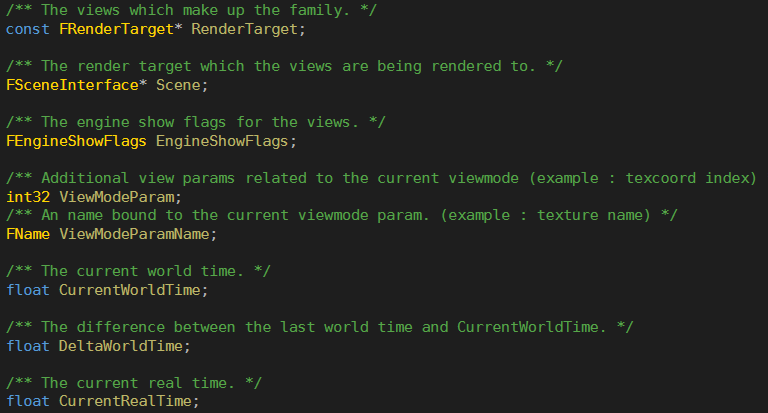 /** The views which make up the family. */
const FRenderTarget* RenderTarget;
/** The render target which the views are being rendered to. */
FSceneInterface* Scene;
/** The engine show flags for the views. */
FEngineShowFlags EngineShowFlags;
/** Additional view params related to the current viewmode (example : texcoord index)
int32 ViewModeParam;
/** An name bound to the current viewmode param. (example : texture name) */
FName ViewModeParamName;
/** The current world time. */
float CurrentWorldTime;
/** The difference between the last world time and CurrentWorldTime. */
float DeltaWorldTime;
/** The current real time. */
float CurrentRealTime;